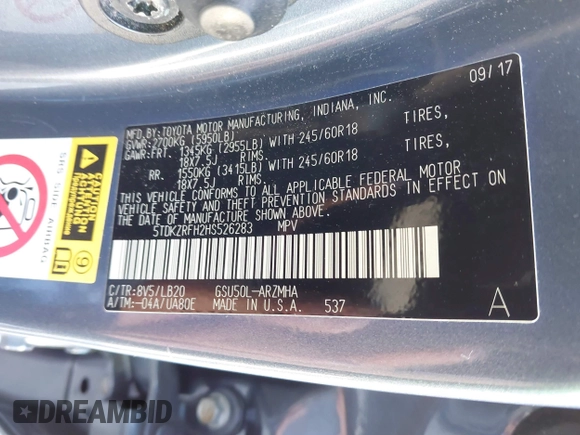 09/17
MFD.BY:TOYOTA MOTOR MANUFACTURING, INDIANA, INC.
GVWR:2700KG (5950LB)
GAWR:FRT. 1345KG (2955LB) WITH 245/60R18 TIRES,
18X7.5J RIMS.
RR. 1550KG (3415LB) WITH 245/60R18 TIRES,
18X7.5J RIMS.
THIS VEHICLE CONFORMS TO ALL APPLICABLE FEDERAL MOTOR
VEHICLE SAFETY AND THEFT PREVENTION STANDARDS IN EFFECT ON
THE DATE OF MANUFACTURE SHOWN ABOVE.
5TDKZRFH2HS526283 MPV
C/TR:8V5/LB20 GSU50L-ARZMHA
A/TM:-04A/UA80E MADE IN U.S.A. 537
A
SRS SIDE AIRBAG
DREAMBID